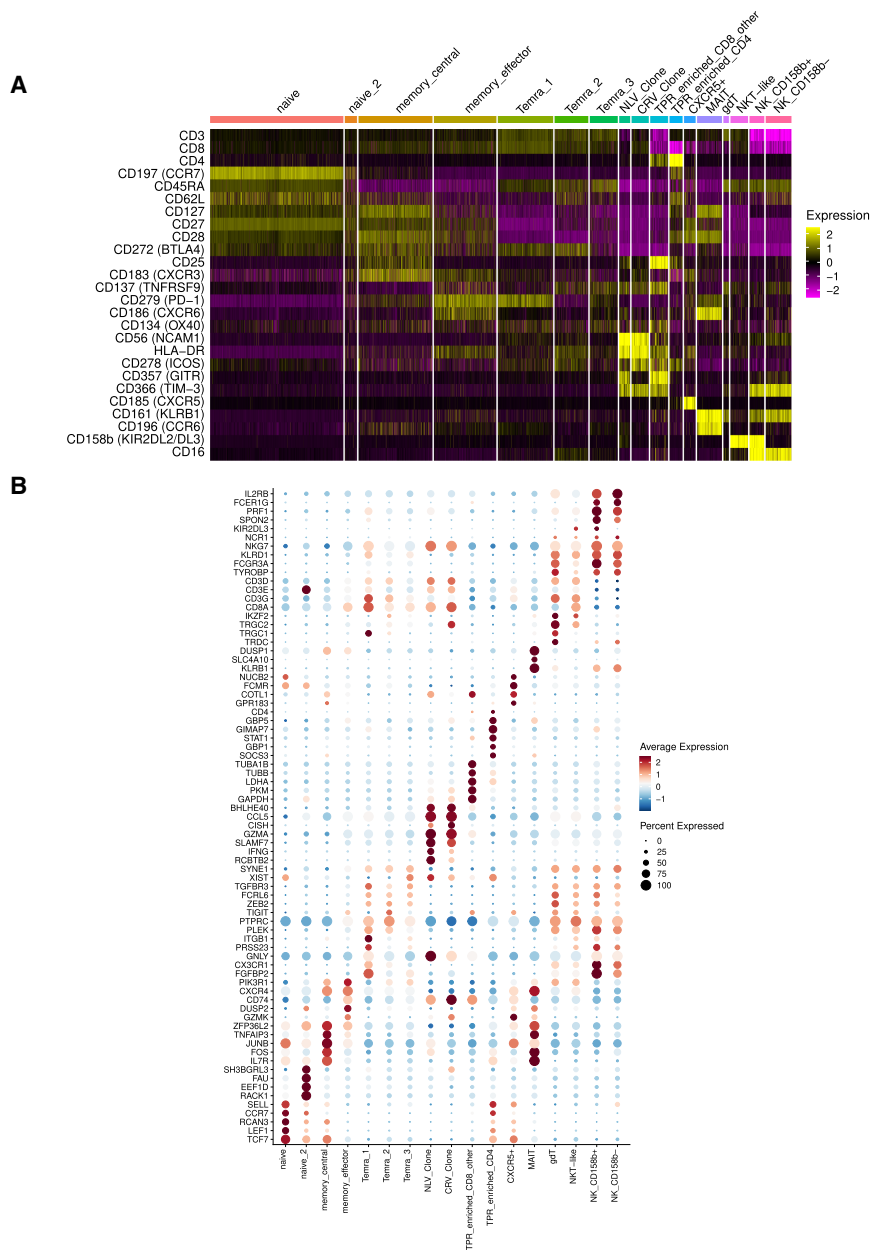 A
naive
naive_2
memory_central
memory_effector
Temra_1
Temra_2
Temra_3
NLV_Clone
CRV_Clone
TPR_enriched_CD8_other
TPR_enriched_CD4
CXCR5+
MAIT
gdT
NKT-like
NK_CD158b+
NK_CD158b-
CD3
CD8
CD4
CD197 (CCR7)
CD45RA
CD62L
CD127
CD27
CD28
CD272 (BTLA4)
CD25
CD183 (CXCR3)
CD137 (TNFRSF9)
CD279 (PD-1)
CD186 (CXCR6)
CD134 (OX40)
CD56 (NCAM1)
HLA-DR
CD278 (ICOS)
CD357 (GITR)
CD366 (TIM-3)
CD185 (CXCR5)
CD161 (KLRB1)
CD196 (CCR6)
CD158b (KIR2DL2/DL3)
CD16
Expression
2
1
0
-1
-2
B
IL2RB
FCER1G
PRF1
SPON2
KIR2DL3
NCR1
NKG7
KLRD1
FCGR3A
TYROBP
CD3D
CD3E
CD3G
CD8A
IKZF2
TRGC2
TRGC1
TRDC
DUSP1
SLC4A10
KLRB1
NUCB2
FCMR
COTL1
GPR183
CD4
GBP5
GIMAP7
STAT1
GBP1
SOCS3
TUBA1B
TUBB
LDHA
PKM
GAPDH
BHLHE40
CCL5
CISH
GZMA
SLAMF7
IFNG
RCBTB2
SYNE1
XIST
TGFBR3
FCRL6
ZEB2
TIGIT
PTPRC
PLEK
ITGB1
PRSS23
GNLY
CX3CR1
FGFBP2
PIK3R1
CXCR4
CD74
DUSP2
GZMK
ZFP36L2
TNFAIP3
JUNB
FOS
IL7R
SH3BGRL3
FAU
EEF1D
RACK1
SELL
CCR7
RCAN3
LEF1
TCF7
naive
naive_2
memory_central
memory_effector
Temra_1
Temra_2
Temra_3
NLV_Clone
CRV_Clone
TPR_enriched_CD8_other
TPR_enriched_CD4
CXCR5+
MAIT
gdT
NKT-like
NK_CD158b+
NK_CD158b-
Average Expression
2
1
0
-1
Percent Expressed
0
25
50
75
100